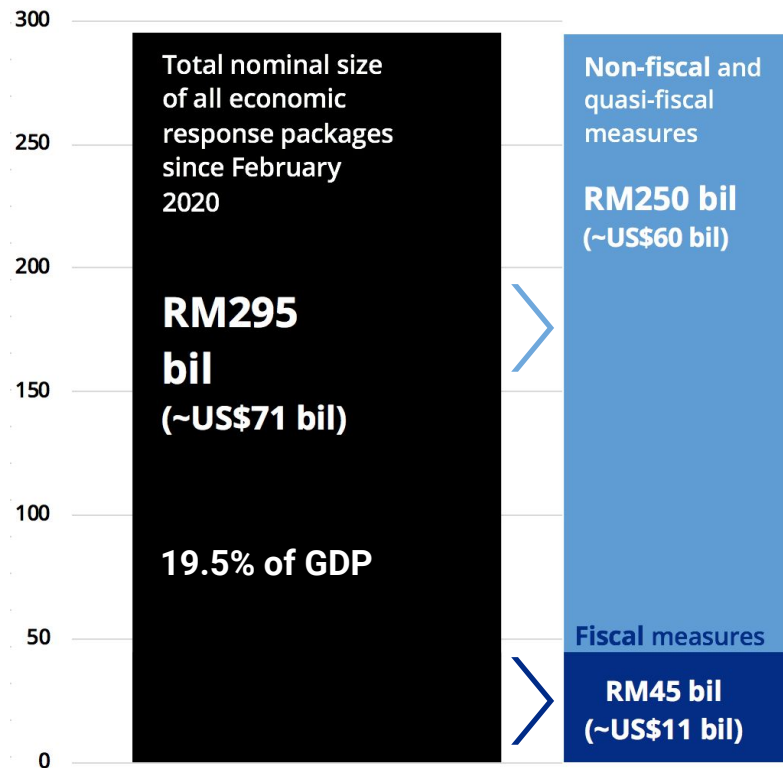 300
250
200
150
100
50
0
Total nominal size
of all economic
response packages
since February
2020
RM295
bil
(~US$71 bil)
19.5% of GDP
Non-fiscal and
quasi-fiscal
measures
RM250 bil
(~US$60 bil)
Fiscal measures
RM45 bil
(~US$11 bil)